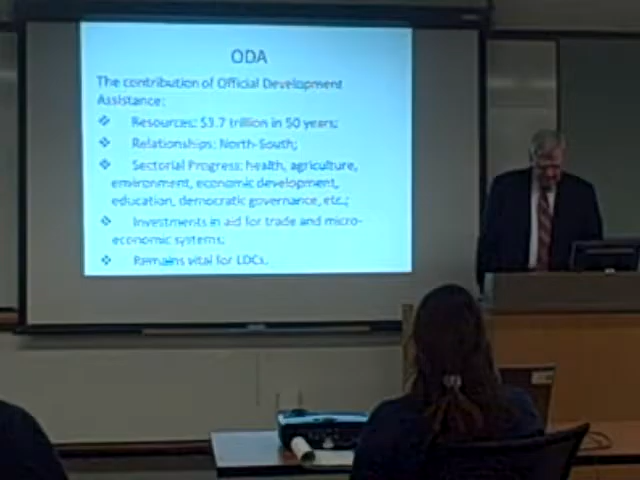 ODA
The contribution of Official Development
Assistance:
❖ Resources: $3.7 trillion in 50 years;
❖ Relationships: North-South;
❖ Sectorial Progress: health, agriculture,
environment, economic development,
education, democratic governance, etc.;
❖ Investments in aid for trade and micro-
economic systems.
❖ Remains vital for LDCs.